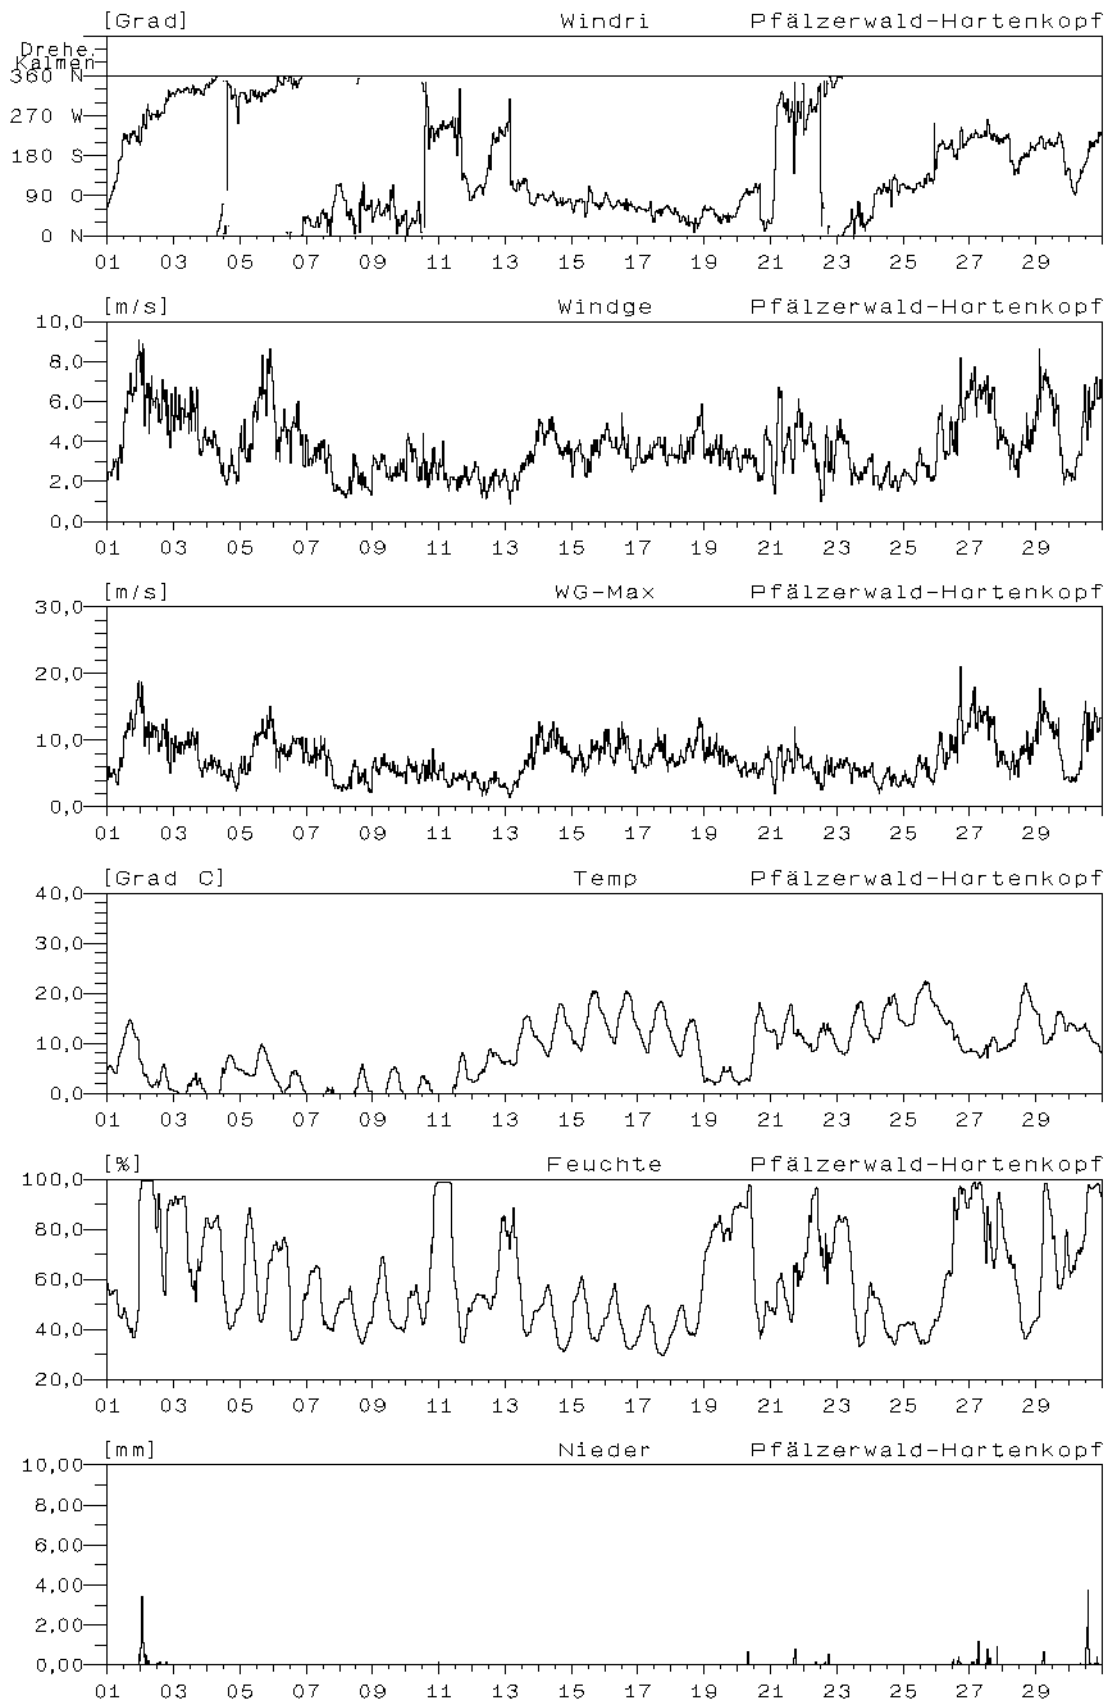 [Grad] Windri Pfälzerwald-Hortenkopf
Drehe.
Kalmen
360 N
270 W
180 S
90 O
0 N
01 03 05 07 09 11 13 15 17 19 21 23 25 27 29
[m/s] Windge Pfälzerwald-Hortenkopf
10,0
8,0
6,0
4,0
2,0
0,0
01 03 05 07 09 11 13 15 17 19 21 23 25 27 29
[m/s] WG-Max Pfälzerwald-Hortenkopf
30,0
20,0
10,0
0,0
01 03 05 07 09 11 13 15 17 19 21 23 25 27 29
[Grad C] Temp Pfälzerwald-Hortenkopf
40,0
30,0
20,0
10,0
0,0
01 03 05 07 09 11 13 15 17 19 21 23 25 27 29
[%] Feuchte Pfälzerwald-Hortenkopf
100,0
80,0
60,0
40,0
20,0
01 03 05 07 09 11 13 15 17 19 21 23 25 27 29
[mm] Nieder Pfälzerwald-Hortenkopf
10,00
8,00
6,00
4,00
2,00
0,00
01 03 05 07 09 11 13 15 17 19 21 23 25 27 29